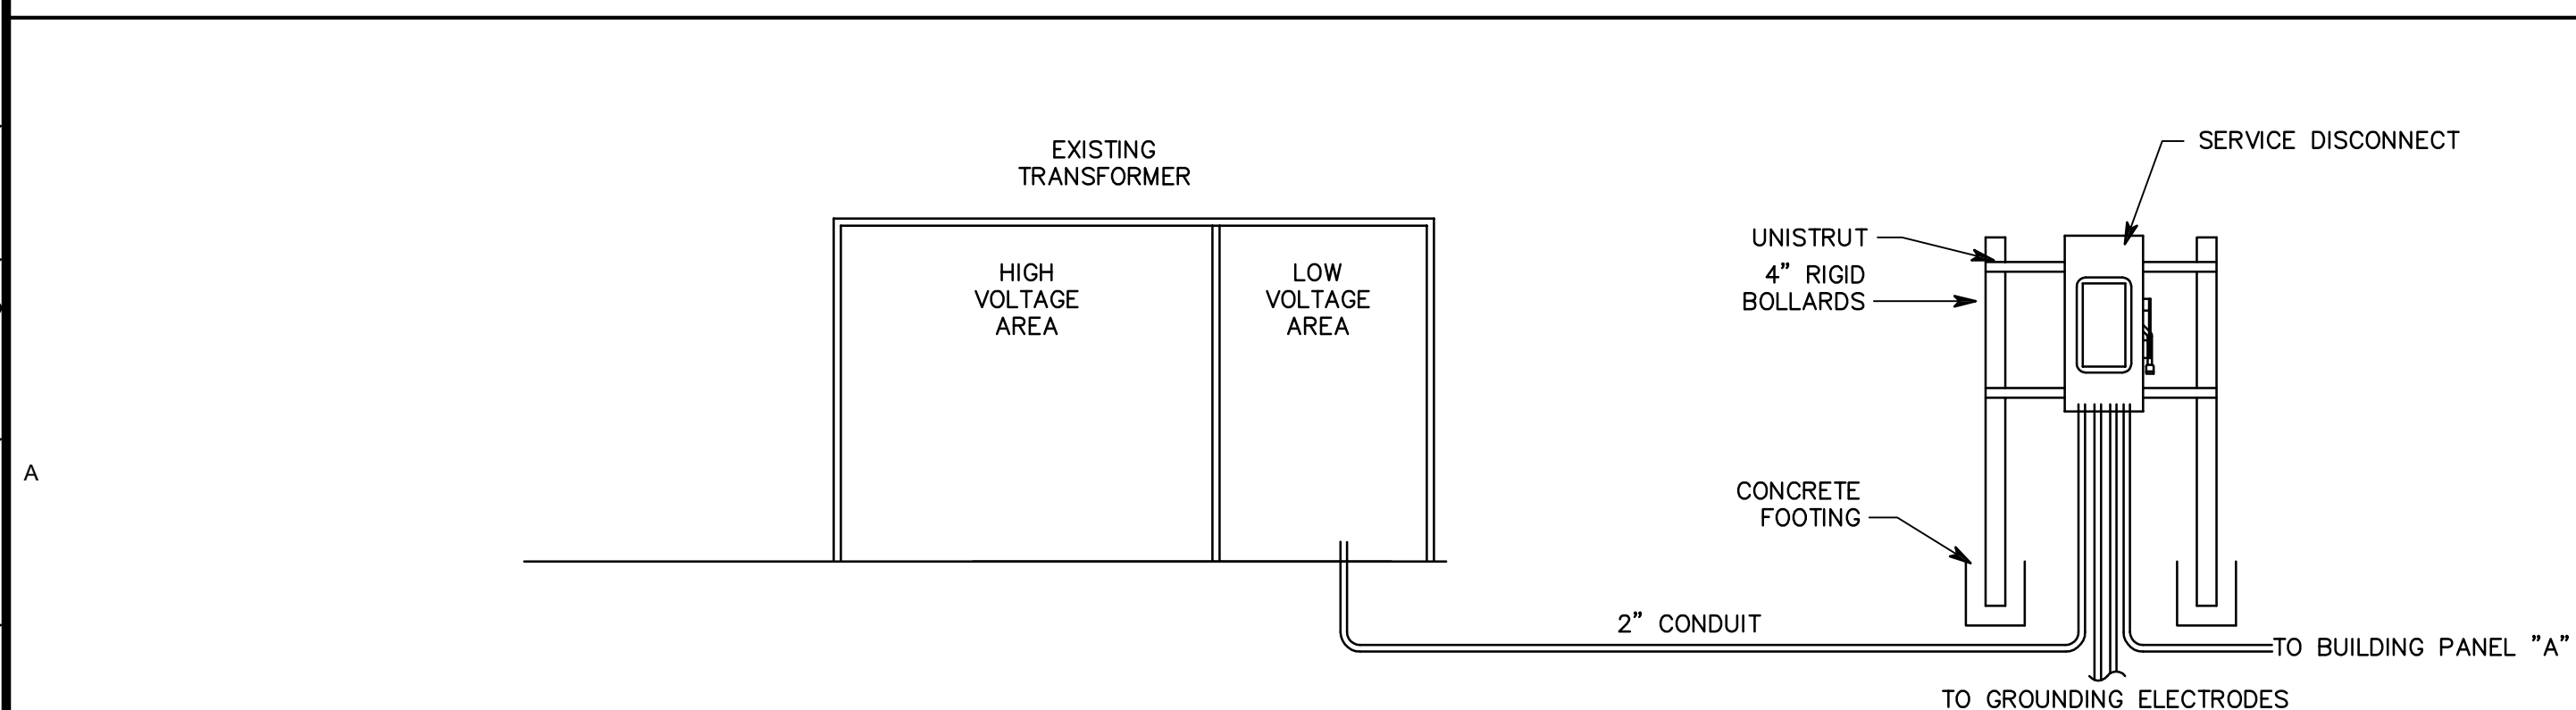 EXISTING
TRANSFORMER
HIGH
VOLTAGE
AREA
LOW
VOLTAGE
AREA
SERVICE DISCONNECT
UNISTRUT
4” RIGID
BOLLARDS
A
CONCRETE
FOOTING
2” CONDUIT
TO BUILDING PANEL ”A”
TO GROUNDING ELECTRODES